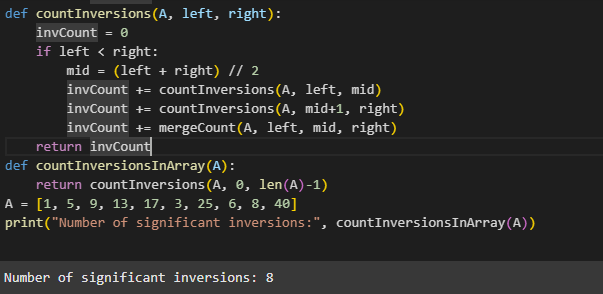 def countInversions(A, left, right):
    invCount = 0
    if left < right:
        mid = (left + right) // 2
        invCount += countInversions(A, left, mid)
        invCount += countInversions(A, mid+1, right)
        invCount += mergeCount(A, left, mid, right)
    return invCount
def countInversionsInArray(A):
    return countInversions(A, 0, len(A)-1)
A = [1, 5, 9, 13, 17, 3, 25, 6, 8, 40]
print("Number of significant inversions:", countInversionsInArray(A))
Number of significant inversions: 8